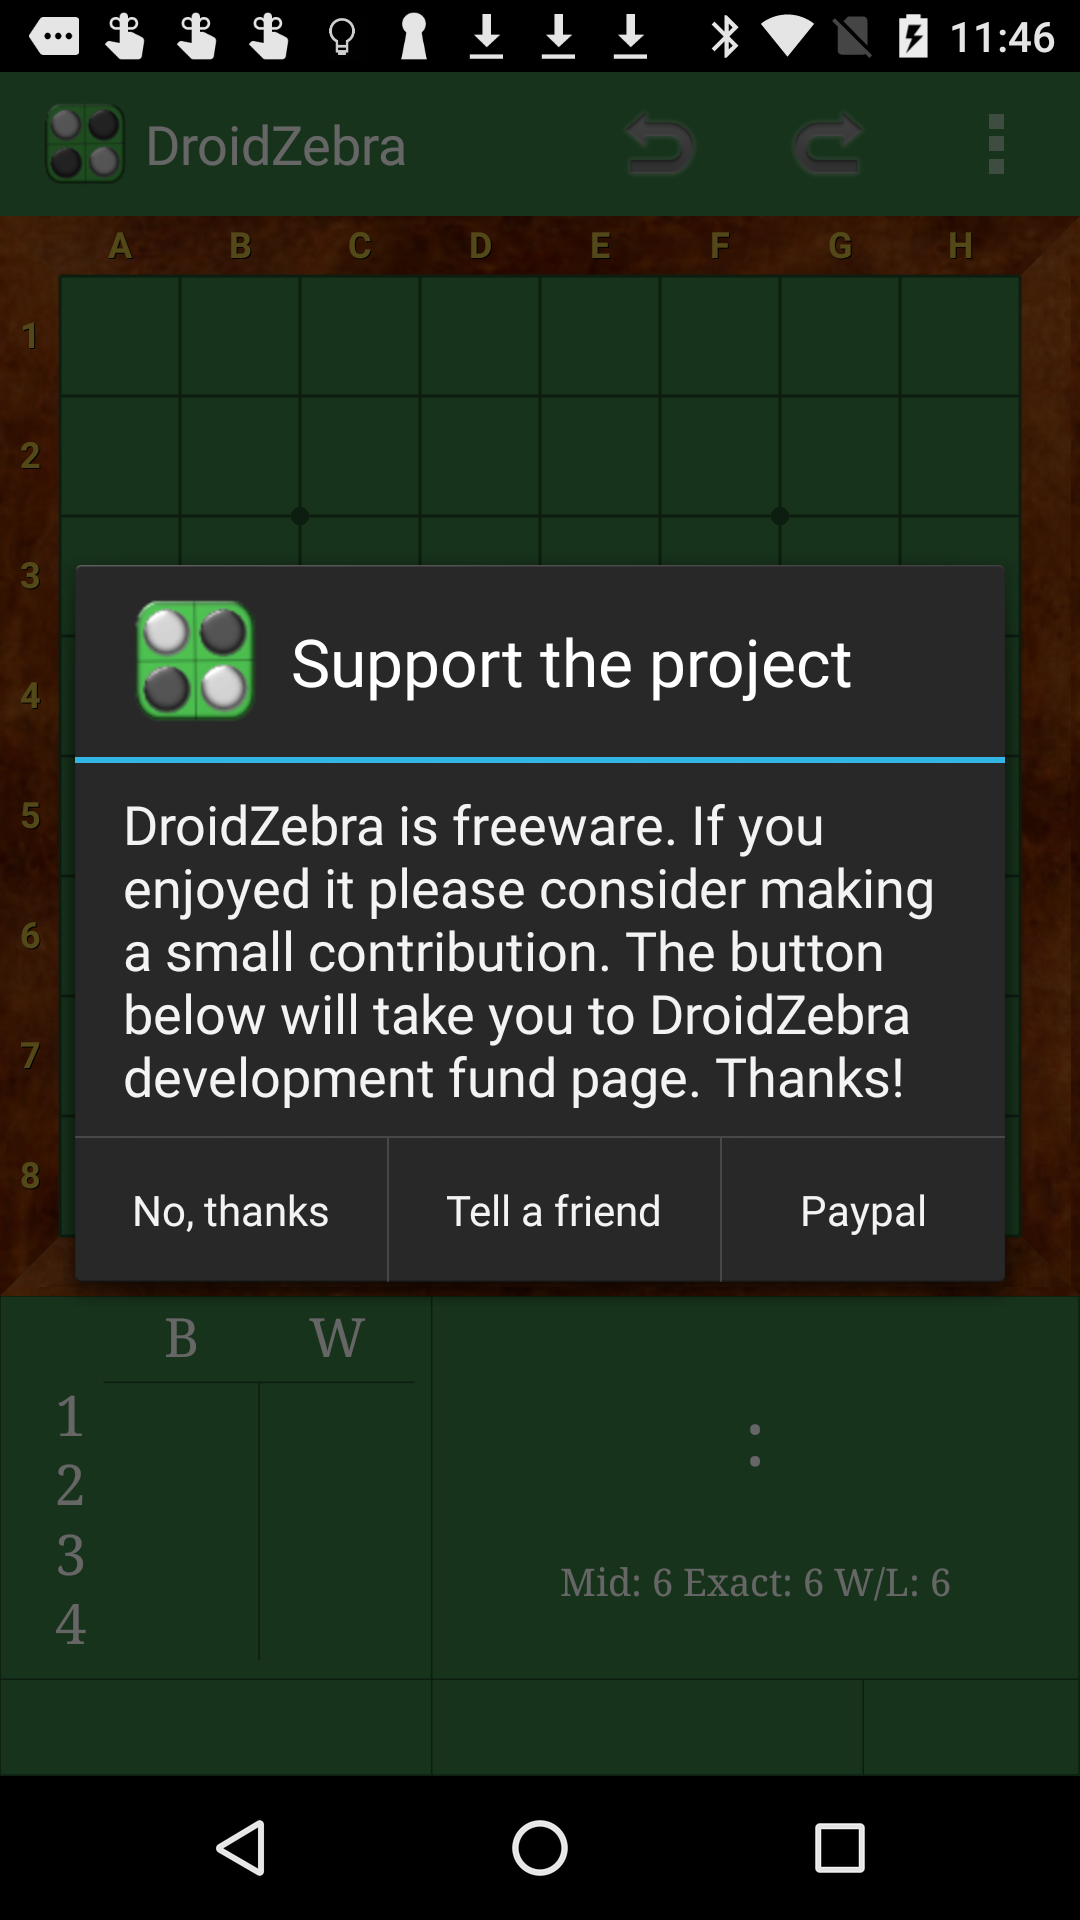 11:46
DroidZebra
A B C D E F G H
1
2
3
4
5
6
7
8
Support the project
DroidZebra is freeware. If you
enjoyed it please consider making
a small contribution. The button
below will take you to DroidZebra
development fund page. Thanks!
No, thanks
Tell a friend
Paypal
B W
1
2
3
4
:
Mid: 6 Exact: 6 W/L: 6